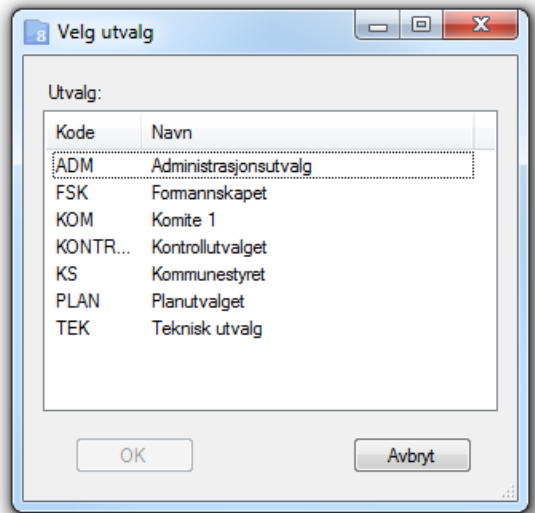 8 Velg utvalg
Utvalg:
Kode Navn
ADM Administrasjonsutvalg
FSK Formannskapet
KOM Komite 1
KONTR... Kontrollutvalget
KS Kommunestyret
PLAN Planutvalget
TEK Teknisk utvalg
OK Avbryt